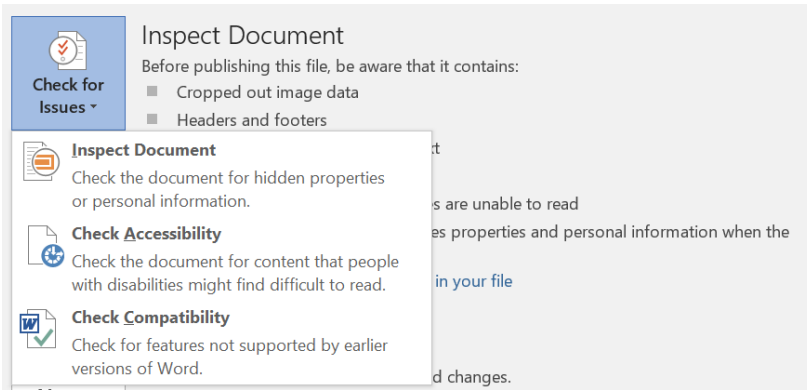 Inspect Document
Before publishing this file, be aware that it contains:
Cropped out image data
Headers and footers
Check for
Issues
Inspect Document
Check the document for hidden properties
or personal information.
Check Accessibility
Check the document for content that people
with disabilities might find difficult to read.
Check Compatibility
Check for features not supported by earlier
versions of Word.
are unable to read
properties and personal information when the
in your file
changes.